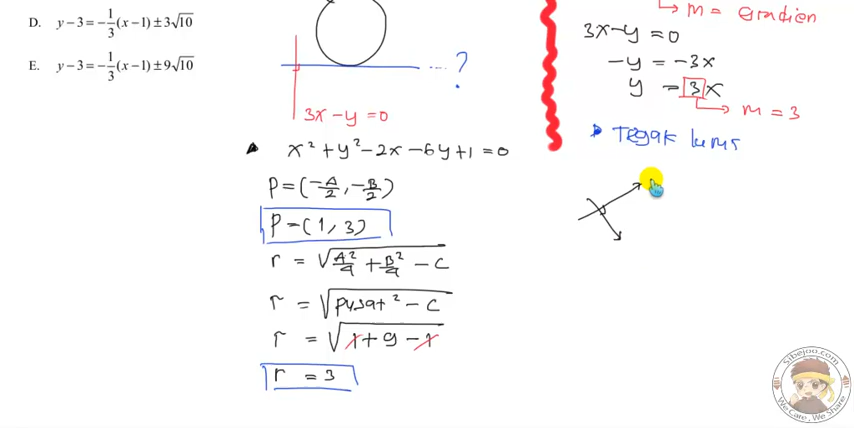 D. y − 3 = −1/3(x − 1) ± 3√10
E. y − 3 = −1/3(x − 1) ± 9√10
?
3x − y = 0
x² + y² − 2x − 6y + 1 = 0
P = (−A/2, −B/2)
P = (1, 3)
r = √(A²/4 + B²/4 − C)
r = √(pusat² − C)
r = √(1 + 9 − 1)
r = 3
m = Gradien
3x − y = 0
−y = −3x
y = 3x
m = 3
Tegak lurus
Sibejoo.com
We Care, We Share